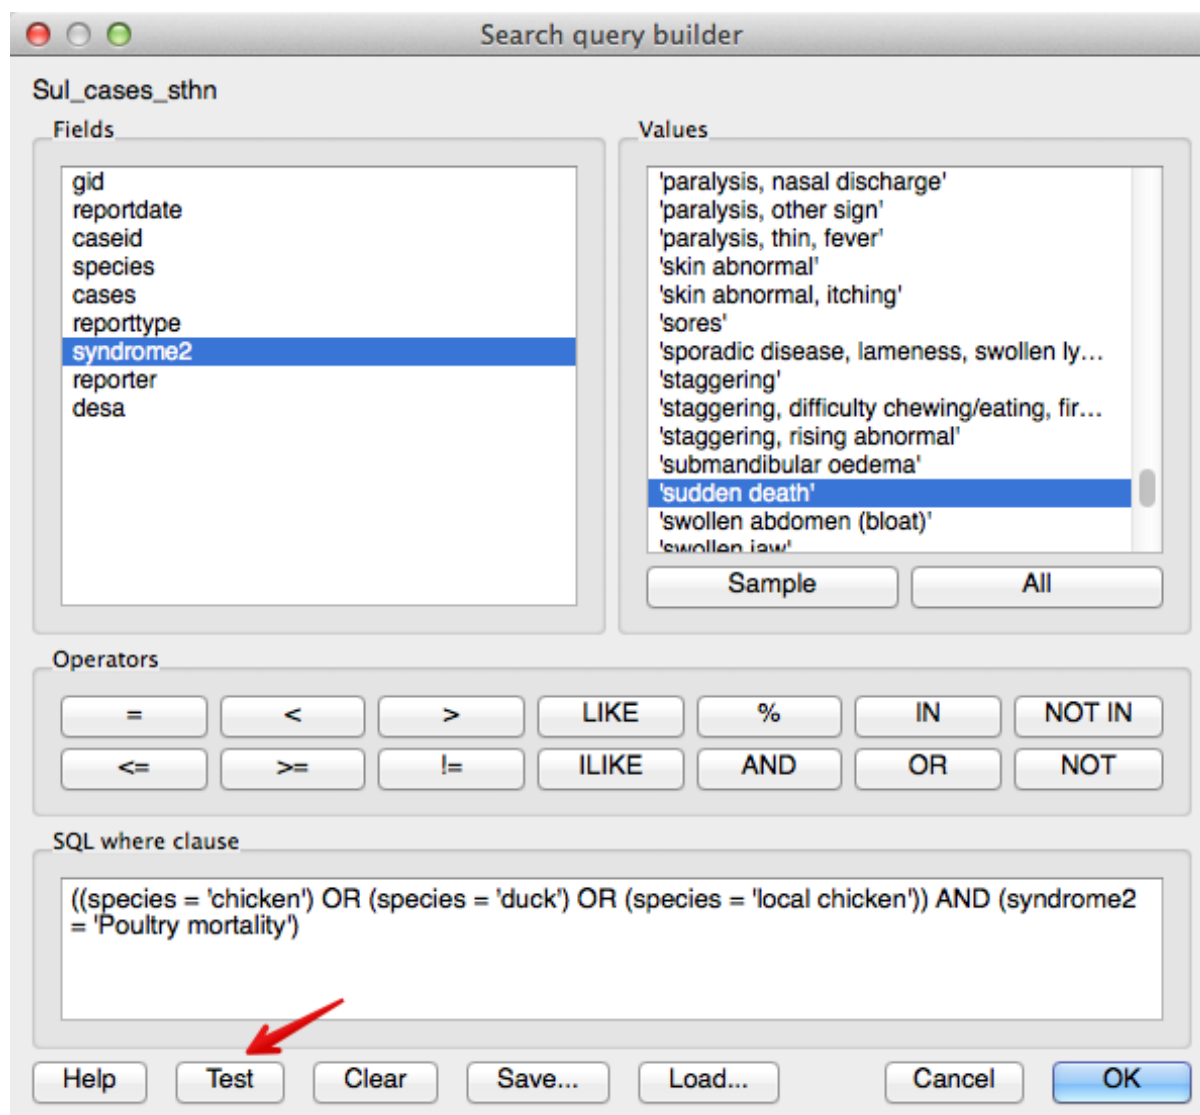 Search query builder
Sul_cases_sthn
Fields
gid
reportdate
caseid
species
cases
reporttype
syndrome2
reporter
desa
Values
'paralysis, nasal discharge'
'paralysis, other sign'
'paralysis, thin, fever'
'skin abnormal'
'skin abnormal, itching'
'sores'
'sporadic disease, lameness, swollen ly…
'staggering'
'staggering, difficulty chewing/eating, fir…
'staggering, rising abnormal'
'submandibular oedema'
'sudden death'
'swollen abdomen (bloat)'
'swollen jaw'
Sample All
Operators
= < > LIKE % IN NOT IN
<= >= != ILIKE AND OR NOT
SQL where clause
((species = 'chicken') OR (species = 'duck') OR (species = 'local chicken')) AND (syndrome2
= 'Poultry mortality')
Help Test Clear Save... Load... Cancel OK